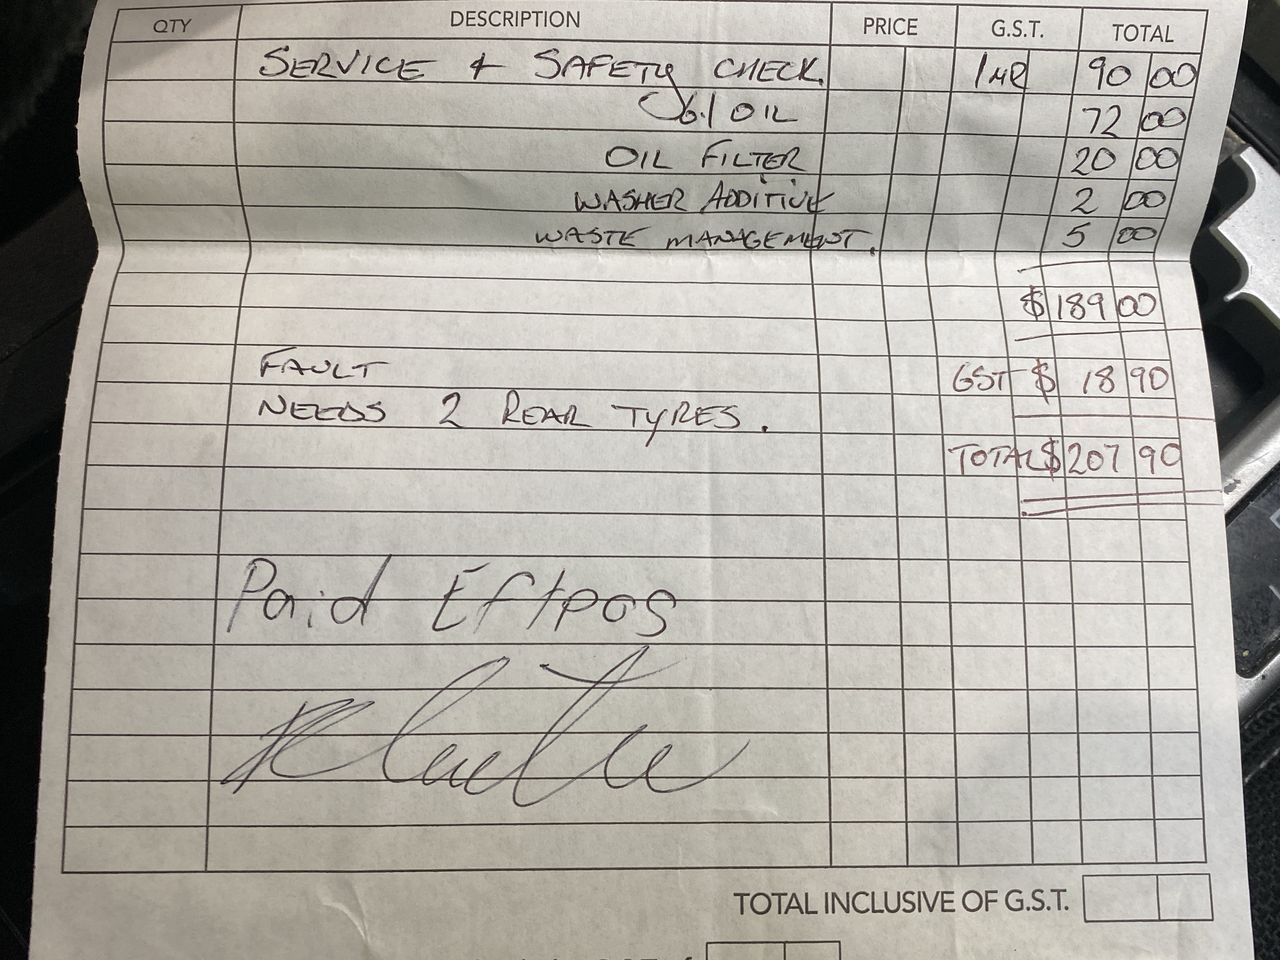 QTY DESCRIPTION PRICE G.S.T. TOTAL
SERVICE & SAFETY CHECK. 1HR 90 00
OIL 72 00
OIL FILTER 20 00
WASHER ADDITIVE 2 00
WASTE MANAGEMENT. 5 00
$ 189 00
FAULT GST $ 18 90
NEEDS 2 REAR TYRES.
TOTAL $ 207 90
Paid Eftpos
TOTAL INCLUSIVE OF G.S.T.